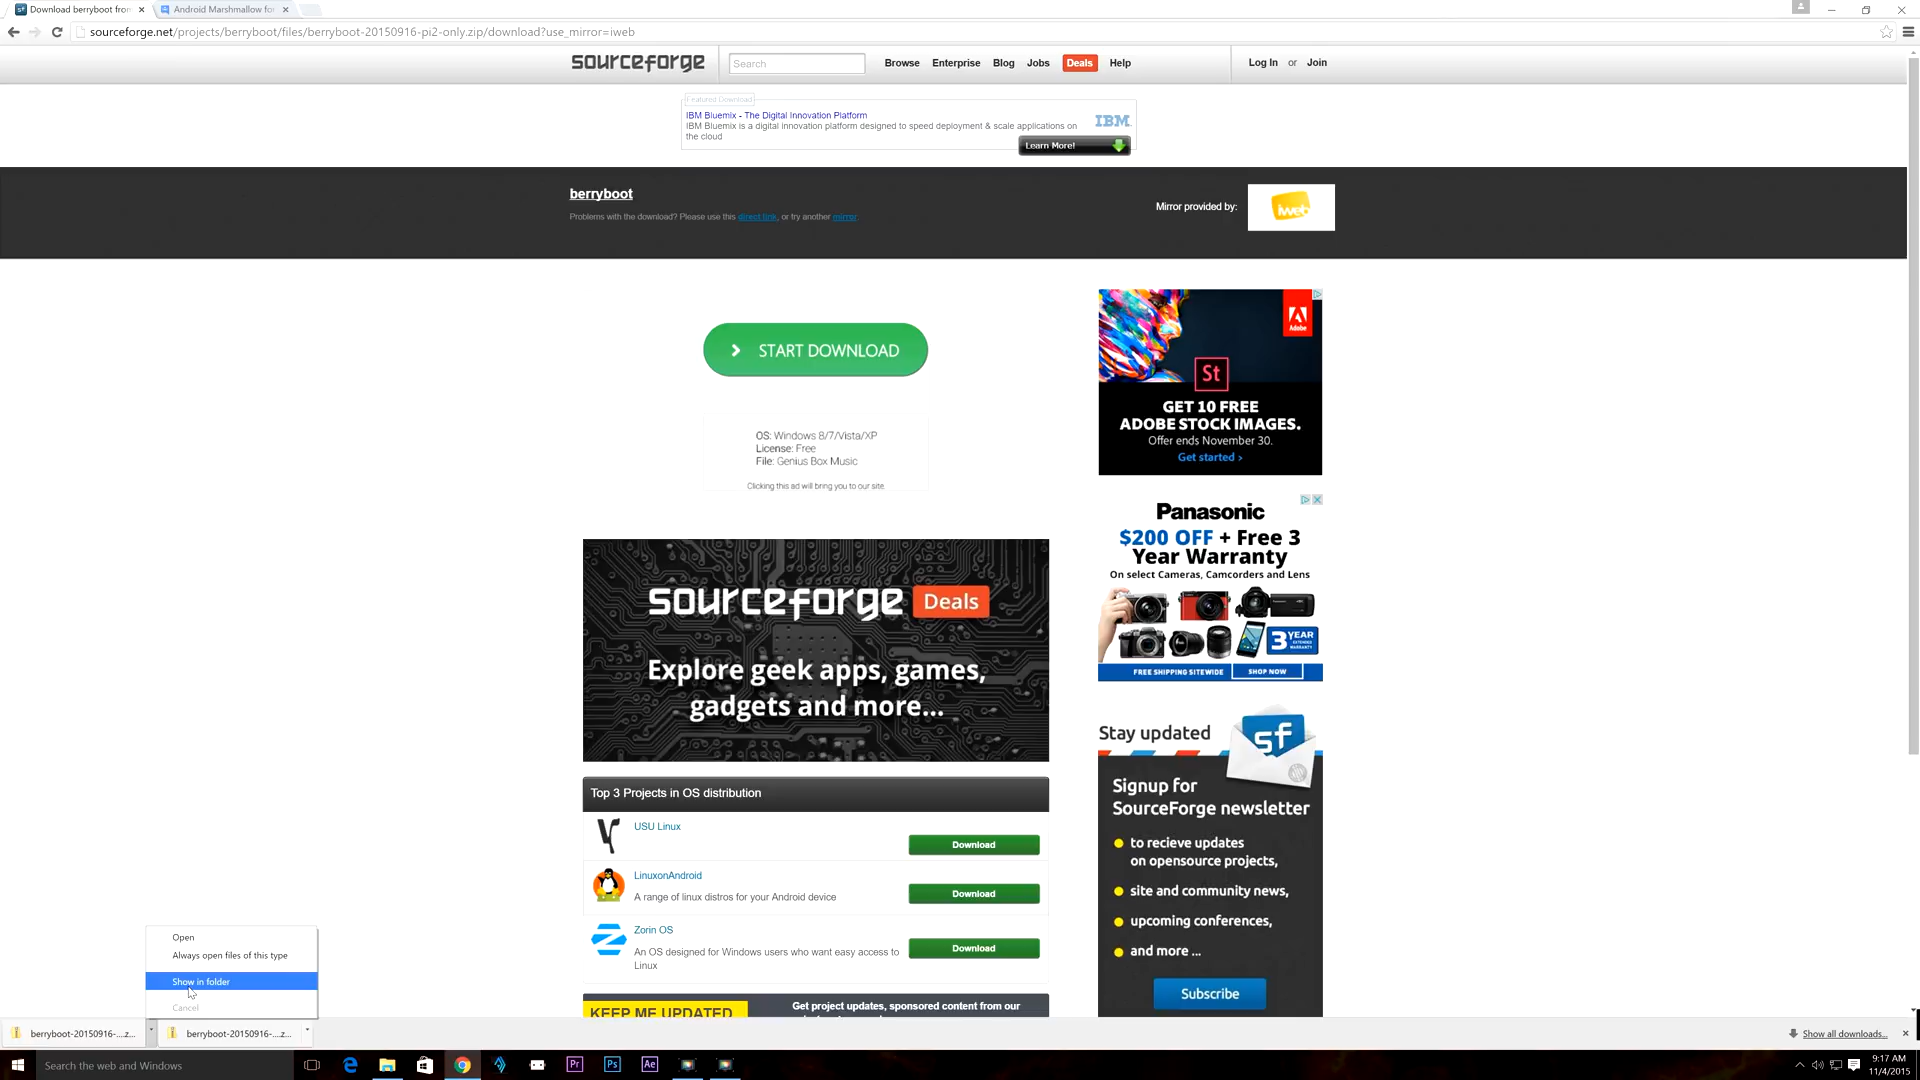 Download berryboot from
Android Marshmallow fo
sourceforge.net/projects/berryboot/files/berryboot-20150916-pi2-only.zip/download?use_mirror=iweb
sourceforge
Search
Browse
Enterprise
Blog
Jobs
Deals
Help
Log In or Join
Featured Download
IBM Bluemix - The Digital Innovation Platform
IBM Bluemix is a digital innovation platform designed to speed deployment & scale applications on
the cloud
IBM
Learn More!
berryboot
Problems with the download? Please use this direct link, or try another mirror.
Mirror provided by:
iweb
START DOWNLOAD
OS: Windows 8/7/Vista/XP
License: Free
File: Genius Box Music
Clicking this ad will bring you to our site.
Adobe
St
GET 10 FREE
ADOBE STOCK IMAGES.
Offer ends November 30.
Get started ›
Panasonic
$200 OFF + Free 3
Year Warranty
On select Cameras, Camcorders and Lens
3 YEAR
FREE SHIPPING SITEWIDE
SHOP NOW
sourceforge Deals
Explore geek apps, games,
gadgets and more...
Stay updated
sf
Signup for
SourceForge newsletter
to recieve updates
on opensource projects,
site and community news,
upcoming conferences,
and more ...
Subscribe
Top 3 Projects in OS distribution
USU Linux
Download
LinuxonAndroid
A range of linux distros for your Android device
Download
Zorin OS
An OS designed for Windows users who want easy access to
Linux
Download
KEEP ME UPDATED
Get project updates, sponsored content from our
Open
Always open files of this type
Show in folder
Cancel
berryboot-20150916-....z...
berryboot-20150916-....z...
Show all downloads...
Search the web and Windows
Pr
Ps
Ae
9:17 AM
11/4/2015